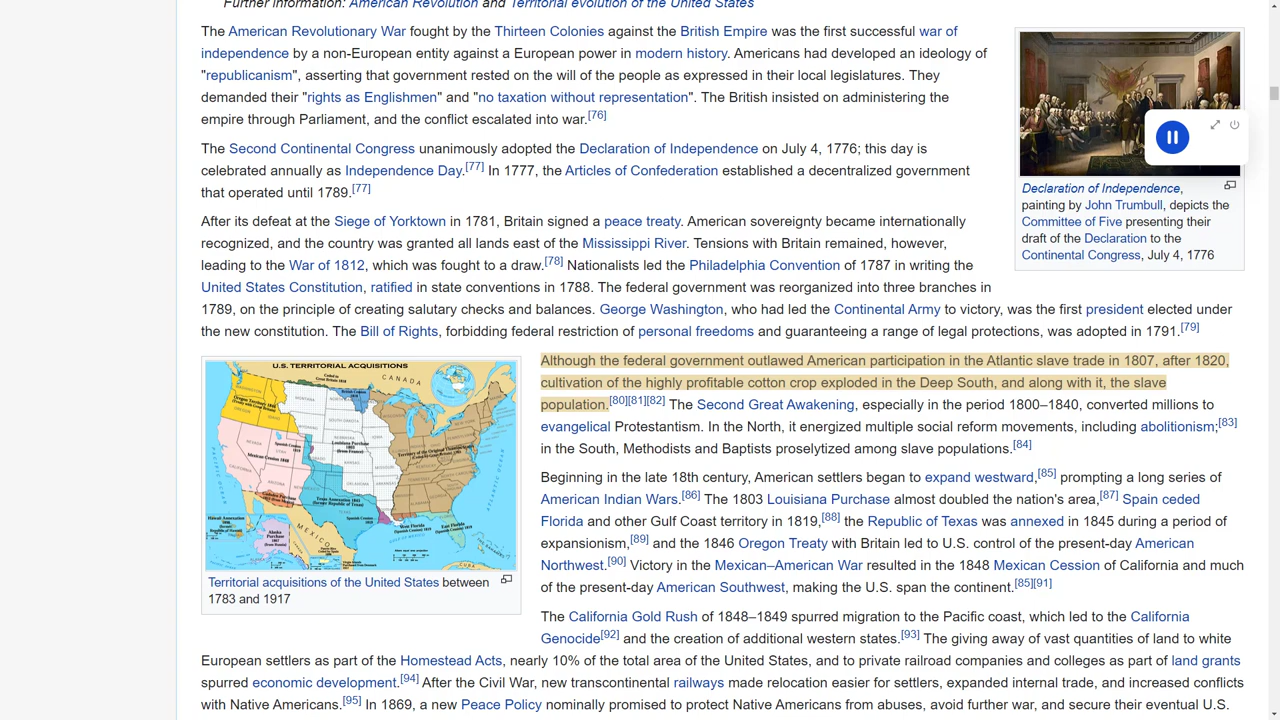 Further information: American Revolution and Territorial evolution of the United States
The American Revolutionary War fought by the Thirteen Colonies against the British Empire was the first successful war of
independence by a non-European entity against a European power in modern history. Americans had developed an ideology of
"republicanism", asserting that government rested on the will of the people as expressed in their local legislatures. They
demanded their "rights as Englishmen" and "no taxation without representation". The British insisted on administering the
empire through Parliament, and the conflict escalated into war.[76]
The Second Continental Congress unanimously adopted the Declaration of Independence on July 4, 1776; this day is
celebrated annually as Independence Day.[77] In 1777, the Articles of Confederation established a decentralized government
that operated until 1789.[77]
After its defeat at the Siege of Yorktown in 1781, Britain signed a peace treaty. American sovereignty became internationally
recognized, and the country was granted all lands east of the Mississippi River. Tensions with Britain remained, however,
leading to the War of 1812, which was fought to a draw.[78] Nationalists led the Philadelphia Convention of 1787 in writing the
United States Constitution, ratified in state conventions in 1788. The federal government was reorganized into three branches in
1789, on the principle of creating salutary checks and balances. George Washington, who had led the Continental Army to victory, was the first president elected under
the new constitution. The Bill of Rights, forbidding federal restriction of personal freedoms and guaranteeing a range of legal protections, was adopted in 1791.[79]
Declaration of Independence,
painting by John Trumbull, depicts the
Committee of Five presenting their
draft of the Declaration to the
Continental Congress, July 4, 1776
U.S. TERRITORIAL ACQUISITIONS
CANADA
MEXICO
Territorial acquisitions of the United States between
1783 and 1917
Although the federal government outlawed American participation in the Atlantic slave trade in 1807, after 1820,
cultivation of the highly profitable cotton crop exploded in the Deep South, and along with it, the slave
population.[80][81][82] The Second Great Awakening, especially in the period 1800–1840, converted millions to
evangelical Protestantism. In the North, it energized multiple social reform movements, including abolitionism;[83]
in the South, Methodists and Baptists proselytized among slave populations.[84]
Beginning in the late 18th century, American settlers began to expand westward,[85] prompting a long series of
American Indian Wars.[86] The 1803 Louisiana Purchase almost doubled the nation's area,[87] Spain ceded
Florida and other Gulf Coast territory in 1819,[88] the Republic of Texas was annexed in 1845 during a period of
expansionism,[89] and the 1846 Oregon Treaty with Britain led to U.S. control of the present-day American
Northwest.[90] Victory in the Mexican–American War resulted in the 1848 Mexican Cession of California and much
of the present-day American Southwest, making the U.S. span the continent.[85][91]
The California Gold Rush of 1848–1849 spurred migration to the Pacific coast, which led to the California
Genocide[92] and the creation of additional western states.[93] The giving away of vast quantities of land to white
European settlers as part of the Homestead Acts, nearly 10% of the total area of the United States, and to private railroad companies and colleges as part of land grants
spurred economic development.[94] After the Civil War, new transcontinental railways made relocation easier for settlers, expanded internal trade, and increased conflicts
with Native Americans.[95] In 1869, a new Peace Policy nominally promised to protect Native Americans from abuses, avoid further war, and secure their eventual U.S.